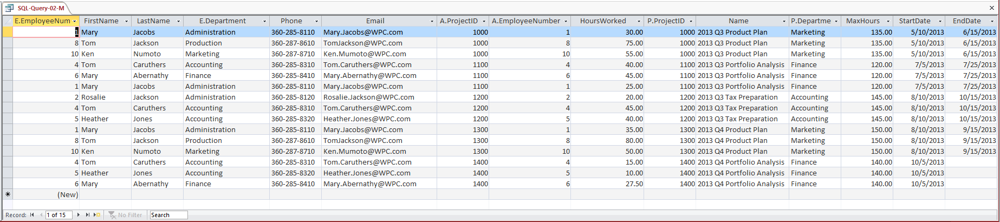 SQL-Query-02-M
E.EmployeeNum FirstName LastName E.Department Phone Email A.ProjectID A.EmployeeNumber HoursWorked P.ProjectID Name P.Departme MaxHours StartDate EndDate
1 Mary Jacobs Administration 360-285-8110 Mary.Jacobs@WPC.com 1000 1 30.00 1000 2013 Q3 Product Plan Marketing 135.00 5/10/2013 6/15/2013
8 Tom Jackson Production 360-287-8610 TomJackson@WPC.com 1000 8 75.00 1000 2013 Q3 Product Plan Marketing 135.00 5/10/2013 6/15/2013
10 Ken Numoto Marketing 360-287-8710 Ken.Mumoto@WPC.com 1000 10 55.00 1000 2013 Q3 Product Plan Marketing 135.00 5/10/2013 6/15/2013
4 Tom Caruthers Accounting 360-285-8310 Tom.Caruthers@WPC.com 1100 4 40.00 1100 2013 Q3 Portfolio Analysis Finance 120.00 7/5/2013 7/25/2013
6 Mary Abernathy Finance 360-285-8410 Mary.Abernathy@WPC.com 1100 6 45.00 1100 2013 Q3 Portfolio Analysis Finance 120.00 7/5/2013 7/25/2013
1 Mary Jacobs Administration 360-285-8110 Mary.Jacobs@WPC.com 1100 1 25.00 1100 2013 Q3 Portfolio Analysis Finance 120.00 7/5/2013 7/25/2013
2 Rosalie Jackson Administration 360-285-8120 Rosalie.Jackson@WPC.com 1200 2 20.00 1200 2013 Q3 Tax Preparation Accounting 145.00 8/10/2013 10/15/2013
4 Tom Caruthers Accounting 360-285-8310 Tom.Caruthers@WPC.com 1200 4 45.00 1200 2013 Q3 Tax Preparation Accounting 145.00 8/10/2013 10/15/2013
5 Heather Jones Accounting 360-285-8320 Heather.Jones@WPC.com 1200 5 40.00 1200 2013 Q3 Tax Preparation Accounting 145.00 8/10/2013 10/15/2013
1 Mary Jacobs Administration 360-285-8110 Mary.Jacobs@WPC.com 1300 1 35.00 1300 2013 Q4 Product Plan Marketing 150.00 8/10/2013 9/15/2013
8 Tom Jackson Production 360-287-8610 TomJackson@WPC.com 1300 8 80.00 1300 2013 Q4 Product Plan Marketing 150.00 8/10/2013 9/15/2013
10 Ken Numoto Marketing 360-287-8710 Ken.Mumoto@WPC.com 1300 10 50.00 1300 2013 Q4 Product Plan Marketing 150.00 8/10/2013 9/15/2013
4 Tom Caruthers Accounting 360-285-8310 Tom.Caruthers@WPC.com 1400 4 15.00 1400 2013 Q4 Portfolio Analysis Finance 140.00 10/5/2013
5 Heather Jones Accounting 360-285-8320 Heather.Jones@WPC.com 1400 5 10.00 1400 2013 Q4 Portfolio Analysis Finance 140.00 10/5/2013
6 Mary Abernathy Finance 360-285-8410 Mary.Abernathy@WPC.com 1400 6 27.50 1400 2013 Q4 Portfolio Analysis Finance 140.00 10/5/2013
(New)
Record: 1 of 15 No Filter Search